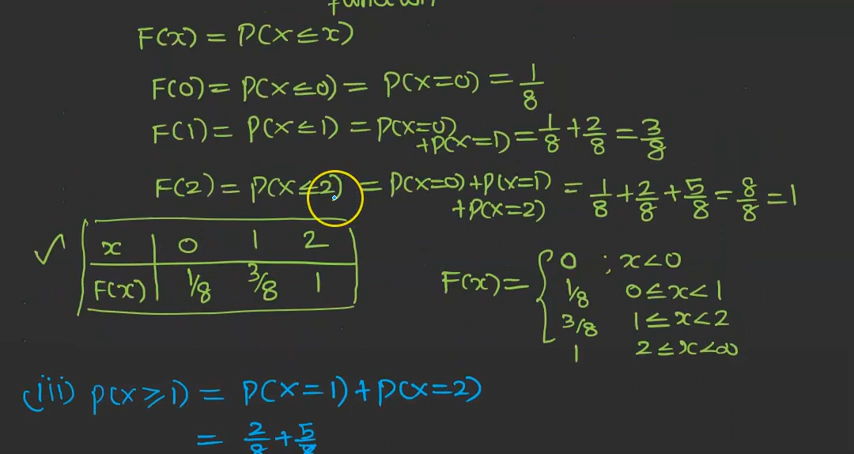 function
F(x) = P(X≤x)
F(0) = P(X≤0) = P(X=0) = 1/8
F(1) = P(X≤1) = P(X=0) + P(X=1) = 1/8 + 2/8 = 3/8
F(2) = P(X≤2) = P(X=0) + P(X=1) + P(X=2) = 1/8 + 2/8 + 5/8 = 8/8 = 1
✓ x | 0 1 2
F(x) | 1/8 3/8 1
F(x) = { 0 ; x<0
1/8 0≤x<1
3/8 1≤x<2
1 2≤x<∞
(iii) P(X≥1) = P(X=1) + P(X=2)
= 2/8 + 5/8